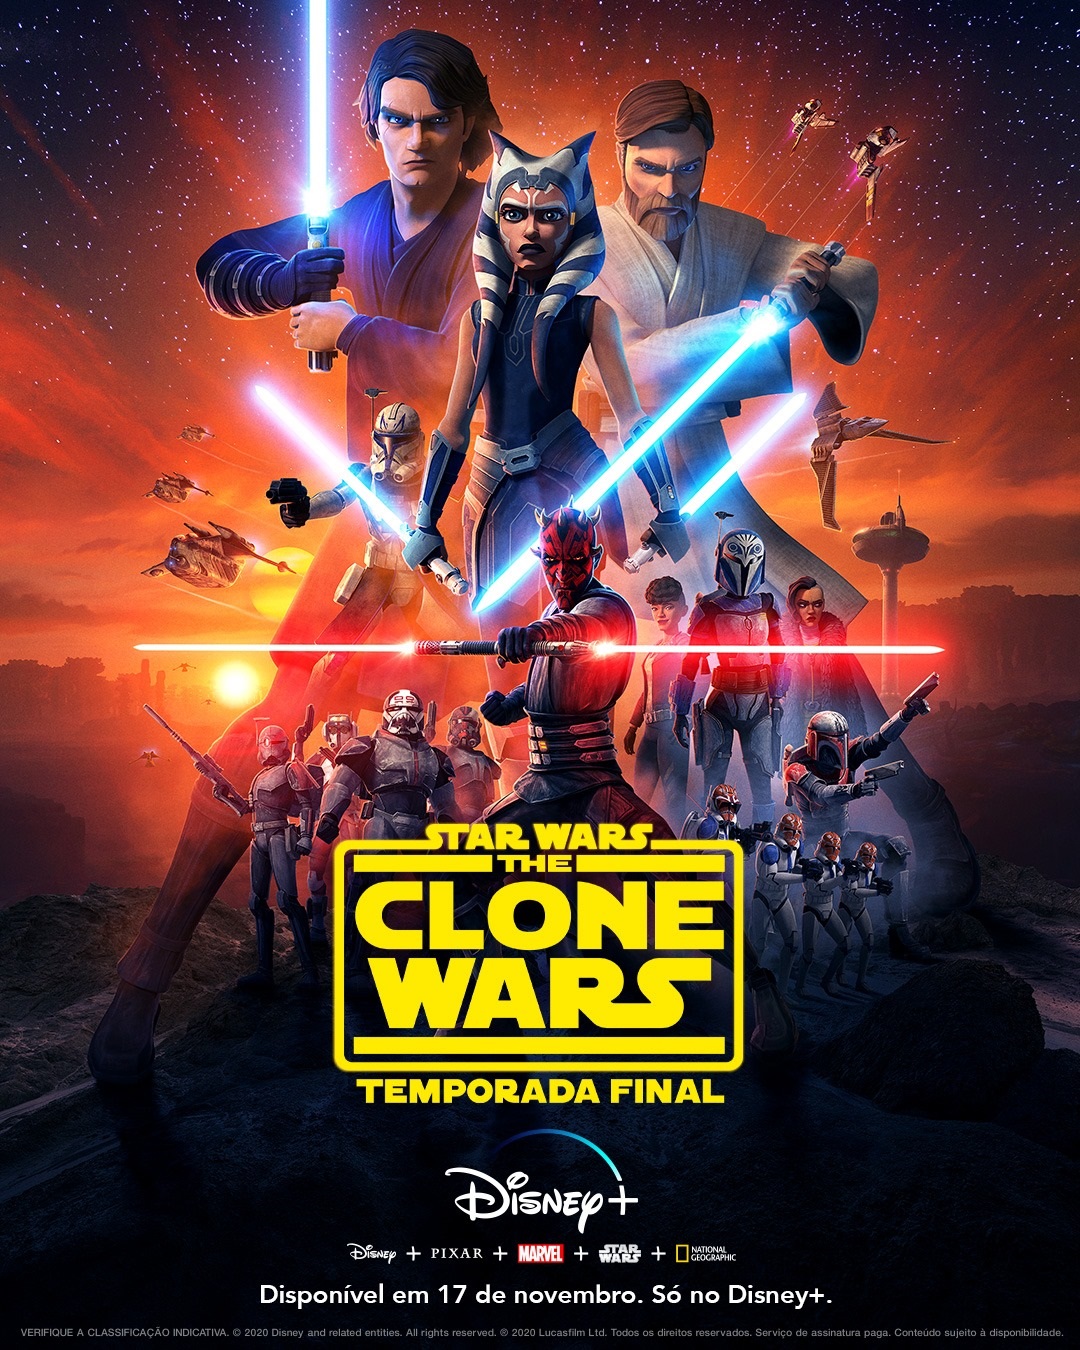 STAR WARS
THE
CLONE
WARS
TEMPORADA FINAL
Disney+
Disney + PIXAR + MARVEL + STAR WARS + NATIONAL GEOGRAPHIC
Disponível em 17 de novembro. Só no Disney+.
VERIFIQUE A CLASSIFICAÇÃO INDICATIVA. © 2020 Disney and related entities. All rights reserved. ® 2020 Lucasfilm Ltd. Todos os direitos reservados. Serviço de assinatura paga. Conteúdo sujeito à disponibilidade.